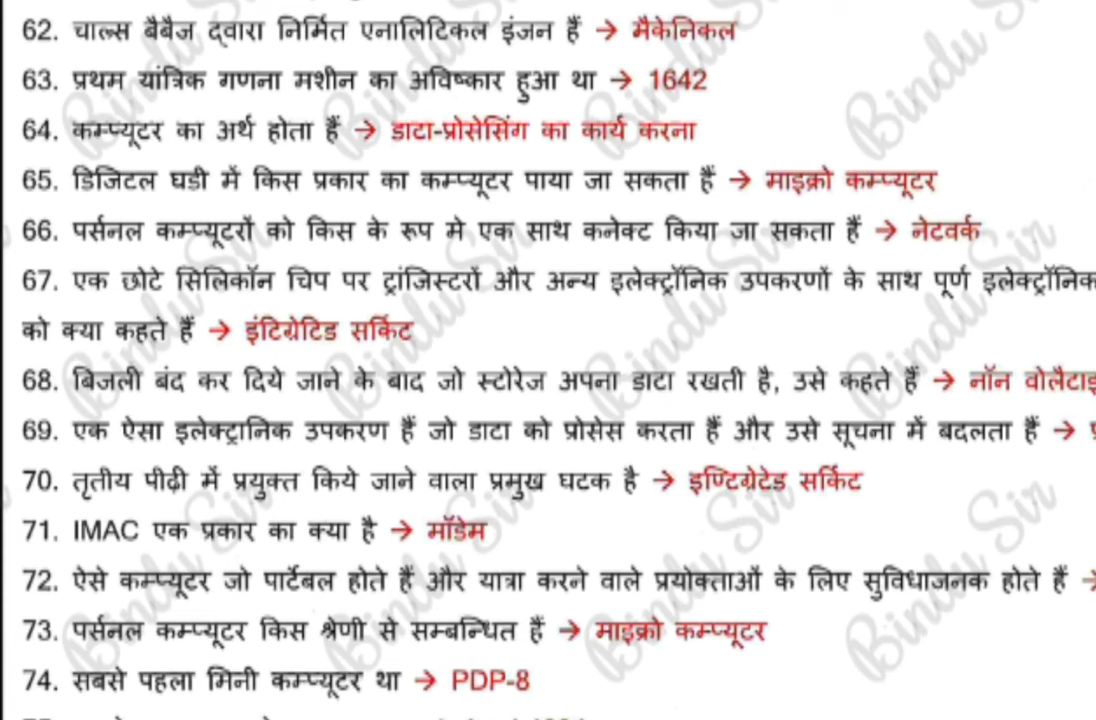 62. चार्ल्स बैबैज द्वारा निर्मित एनालिटिकल इंजन हैं → मैकेनिकल
63. प्रथम यांत्रिक गणना मशीन का अविष्कार हुआ था → 1642
64. कम्प्यूटर का अर्थ होता हैं → डाटा-प्रोसेसिंग का कार्य करना
65. डिजिटल घडी में किस प्रकार का कम्प्यूटर पाया जा सकता हैं → माइक्रो कम्प्यूटर
66. पर्सनल कम्प्यूटरों को किस के रूप मे एक साथ कनेक्ट किया जा सकता हैं → नेटवर्क
67. एक छोटे सिलिकॉन चिप पर ट्रांजिस्टरों और अन्य इलेक्ट्रॉनिक उपकरणों के साथ पूर्ण इलेक्ट्रॉनिक
को क्या कहते हैं → इंटिग्रेटिड सर्किट
68. बिजली बंद कर दिये जाने के बाद जो स्टोरेज अपना डाटा रखती है, उसे कहते हैं → नॉन
69. एक ऐसा इलेक्ट्रानिक उपकरण हैं जो डाटा को प्रोसेस करता हैं और उसे सूचना में बदलता हैं →
70. तृतीय पीढ़ी में प्रयुक्त किये जाने वाला प्रमुख घटक है → इण्टिग्रेटेड सर्किट
71. IMAC एक प्रकार का क्या है → मॉडेम
72. ऐसे कम्प्यूटर जो पार्टेबल होते हैं और यात्रा करने वाले प्रयोक्ताओं के लिए सुविधाजनक होते हैं →
73. पर्सनल कम्प्यूटर किस श्रेणी से सम्बन्धित हैं → माइक्रो कम्प्यूटर
74. सबसे पहला मिनी कम्प्यूटर था → PDP-8